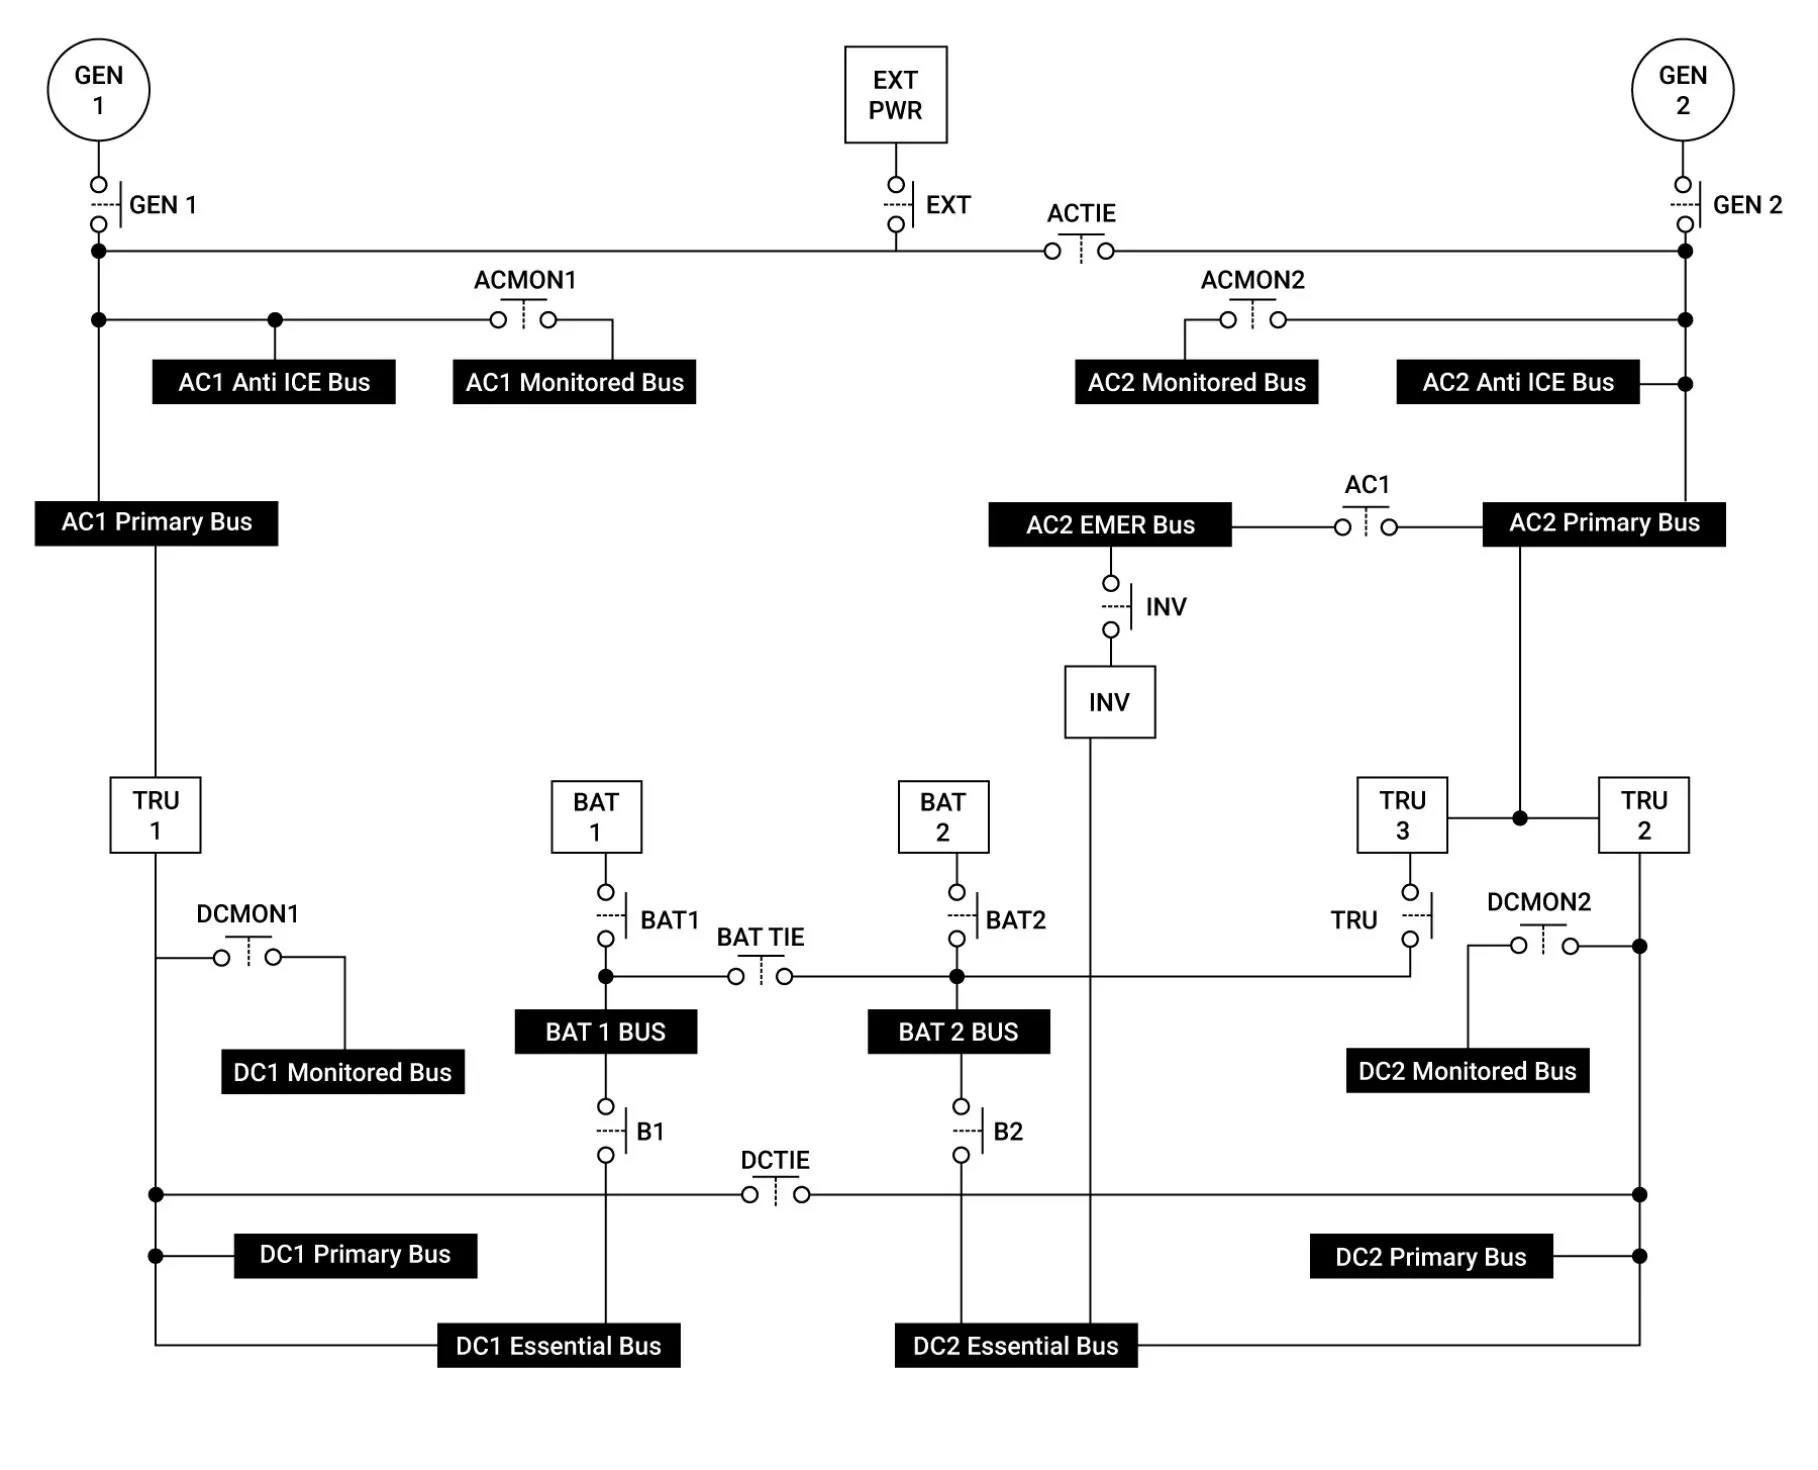 GEN
1
EXT
PWR
GEN
2
GEN 1
EXT
ACTIE
GEN 2
ACMON1
ACMON2
AC1 Anti ICE Bus
AC1 Monitored Bus
AC2 Monitored Bus
AC2 Anti ICE Bus
AC1
AC1 Primary Bus
AC2 EMER Bus
AC2 Primary Bus
INV
INV
TRU
1
BAT
1
BAT
2
TRU
3
TRU
2
DCMON1
BAT1
BAT TIE
BAT2
TRU
DCMON2
BAT 1 BUS
BAT 2 BUS
DC1 Monitored Bus
DC2 Monitored Bus
B1
B2
DCTIE
DC1 Primary Bus
DC2 Primary Bus
DC1 Essential Bus
DC2 Essential Bus